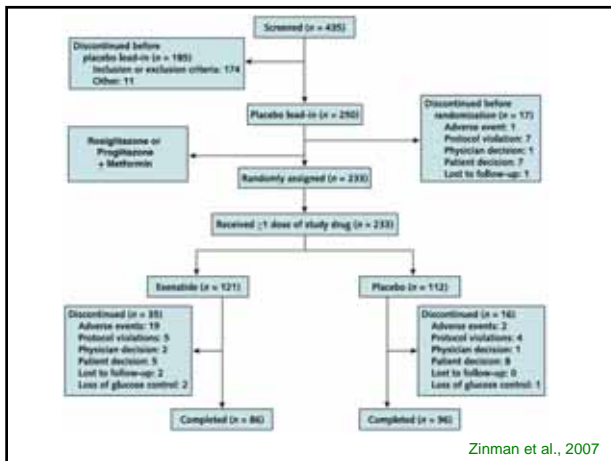 Screened (n = 435)
Discontinued before
placebo lead-in (n = 185)
Inclusion or exclusion criteria: 174
Other: 11
Placebo lead-in (n = 250)
Discontinued before
randomization (n = 17)
Adverse event: 1
Protocol violation: 7
Physician decision: 1
Patient decision: 7
Lost to follow-up: 1
Rosiglitazone or
Pioglitazone
+ Metformin
Randomly assigned (n = 233)
Received ≥1 dose of study drug (n = 233)
Exenatide (n = 121)
Placebo (n = 112)
Discontinued (n = 35)
Adverse events: 19
Protocol violations: 5
Physician decision: 2
Patient decision: 5
Lost to follow-up: 2
Loss of glucose control: 2
Discontinued (n = 16)
Adverse events: 2
Protocol violations: 4
Physician decision: 1
Patient decision: 8
Lost to follow-up: 0
Loss of glucose control: 1
Completed (n = 86)
Completed (n = 96)
Zinman et al., 2007